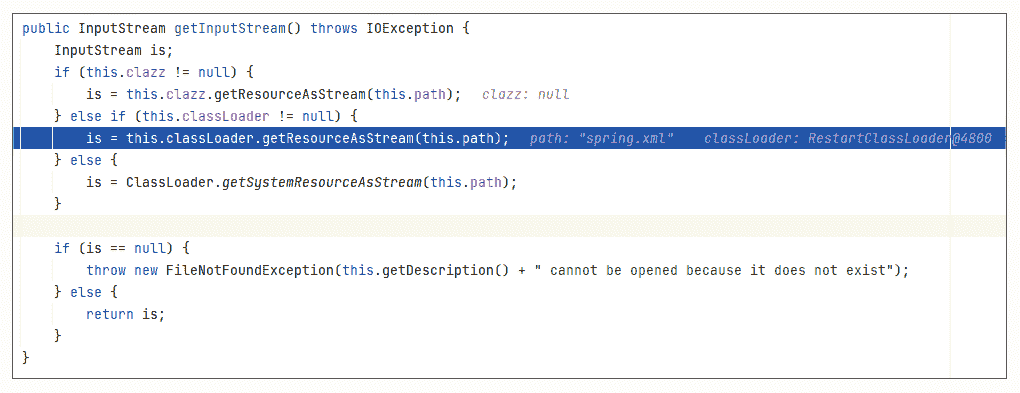 public InputStream getInputStream() throws IOException {
InputStream is;
if (this.clazz != null) {
is = this.clazz.getResourceAsStream(this.path); clazz: null
} else if (this.classLoader != null) {
is = this.classLoader.getResourceAsStream(this.path); path: "spring.xml" classLoader: RestartClassLoader@4800
} else {
is = ClassLoader.getSystemResourceAsStream(this.path);
}
if (is == null) {
throw new FileNotFoundException(this.getDescription() + " cannot be opened because it does not exist");
} else {
return is;
}
}